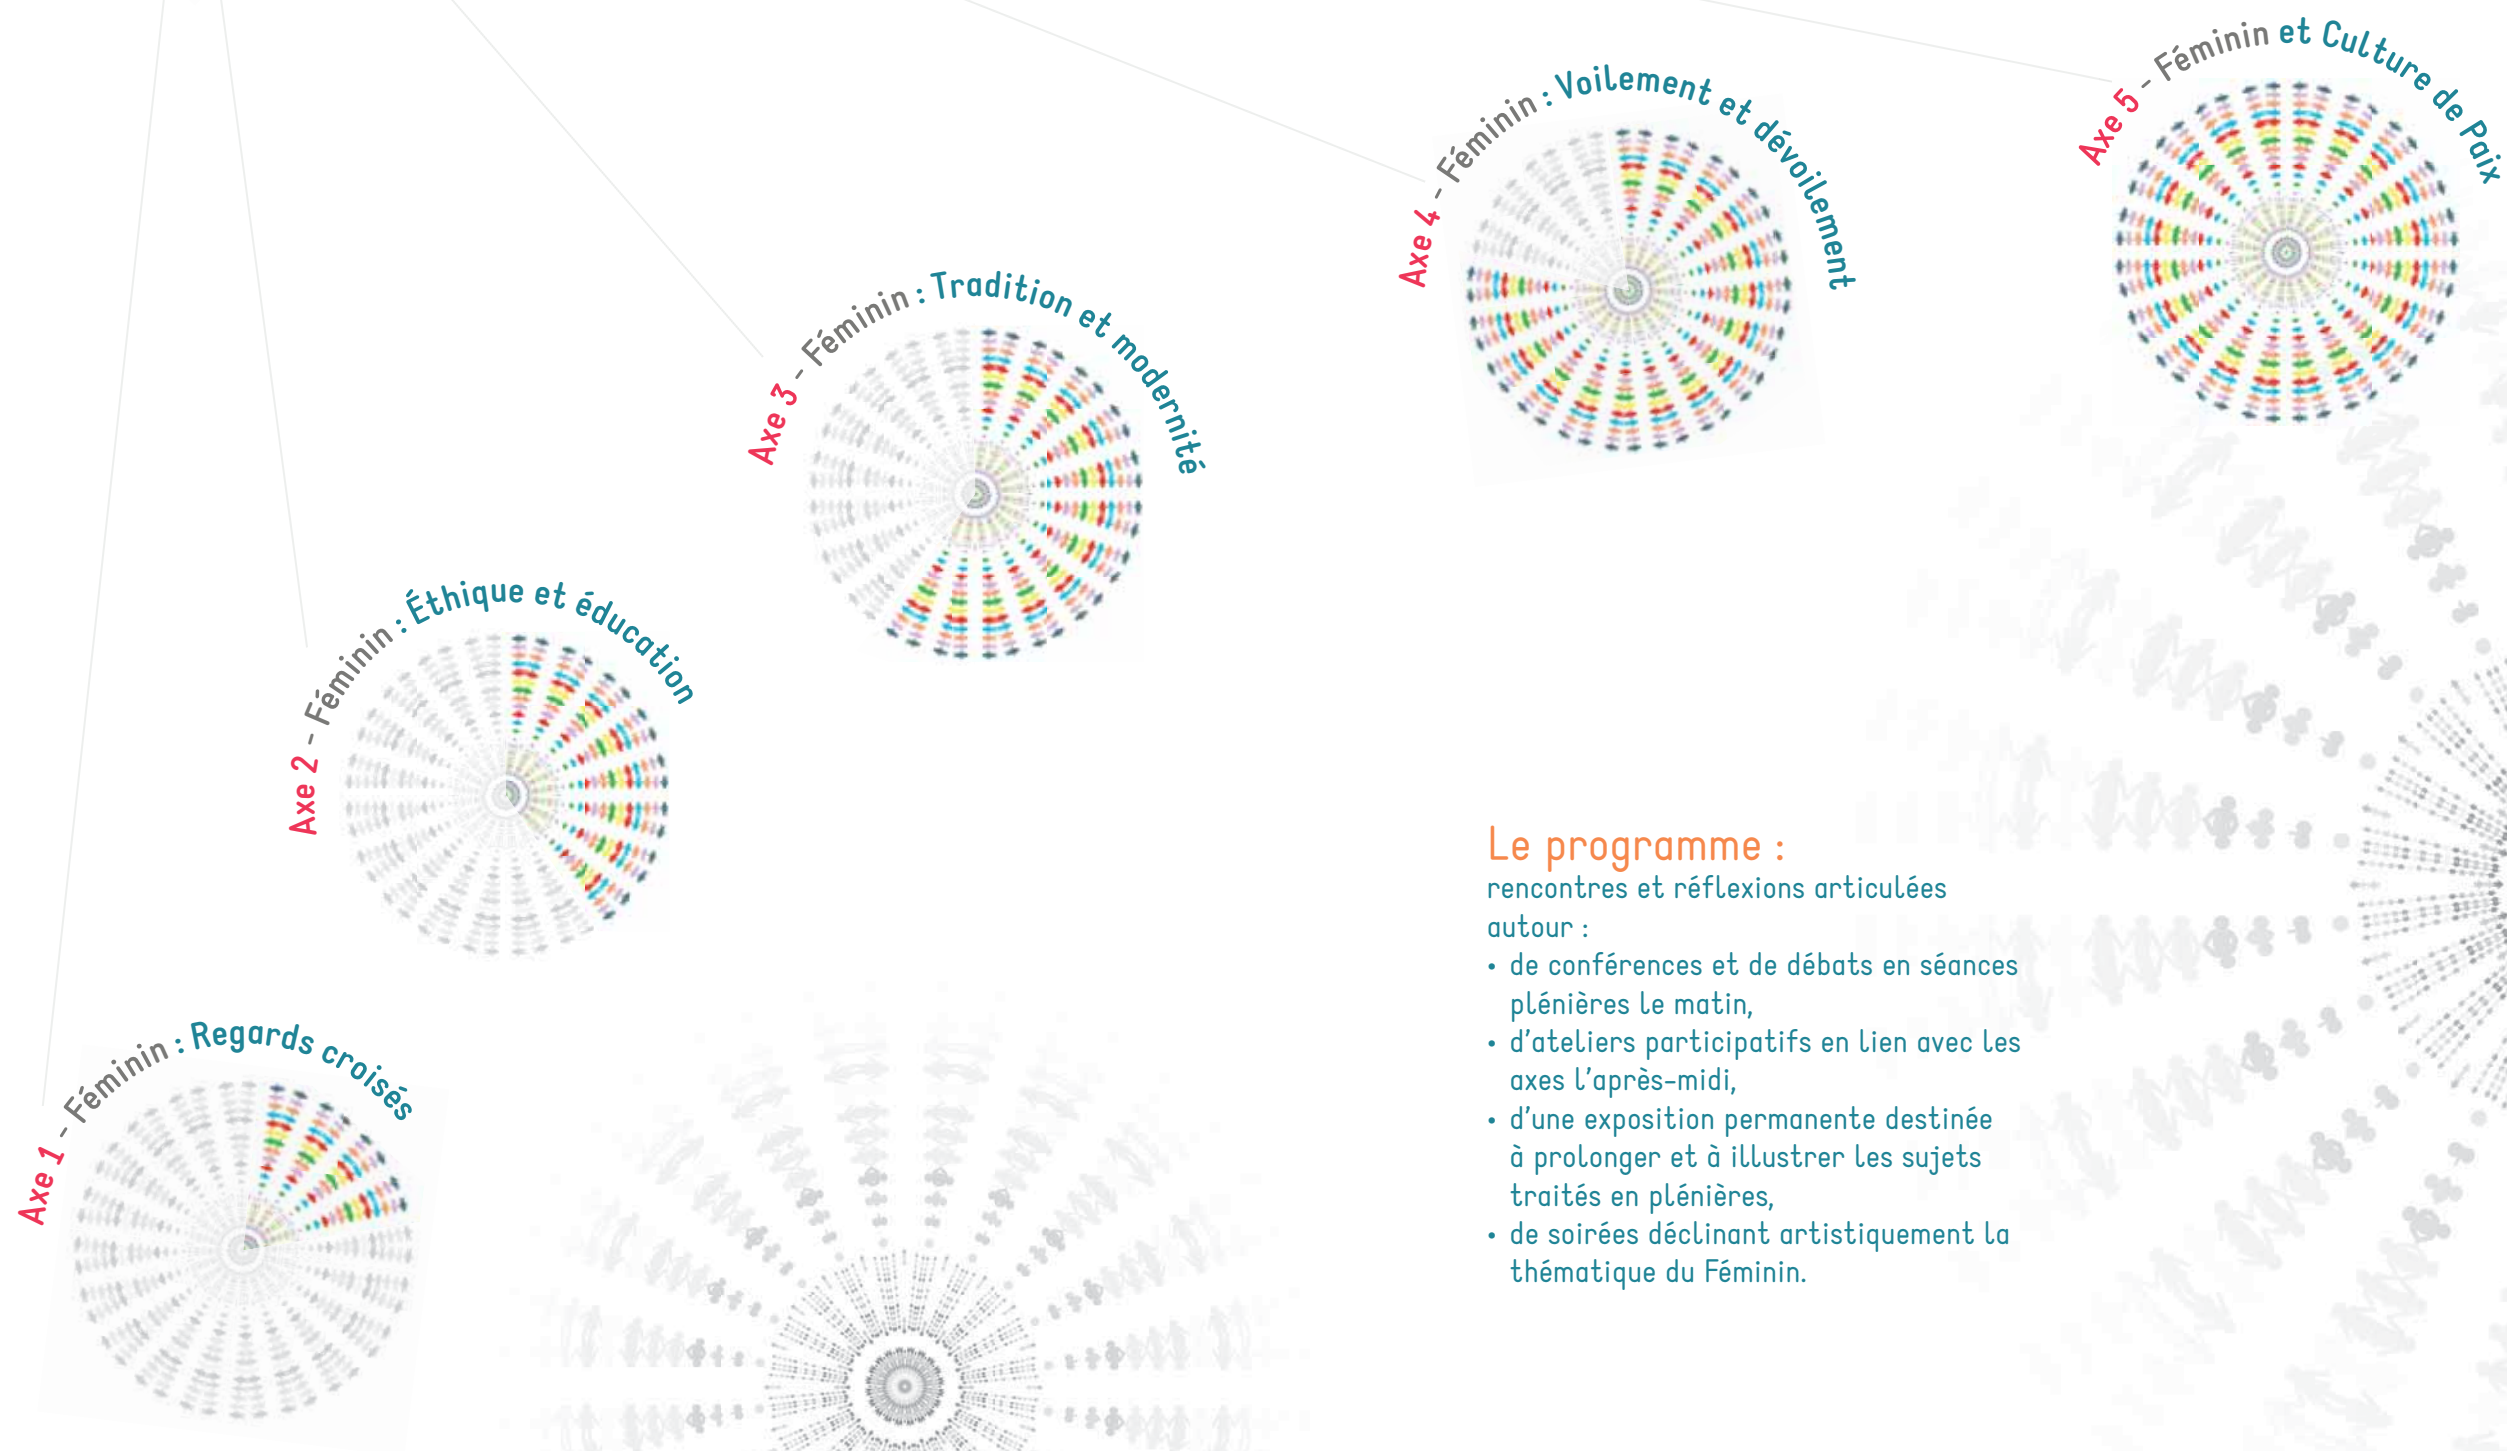 Axe 1 - Féminin : Regards croisés
Axe 2 - Féminin : Éthique et éducation
Axe 3 - Féminin : Tradition et modernité
Axe 4 - Féminin : Voilement et dévoilement
Axe 5 - Féminin et Culture de Paix
Le programme :
rencontres et réflexions articulées
autour :
• de conférences et de débats en séances
plénières le matin,
• d'ateliers participatifs en lien avec les
axes l'après-midi,
• d'une exposition permanente destinée
à prolonger et à illustrer les sujets
traités en plénières,
• de soirées déclinant artistiquement la
thématique du Féminin.